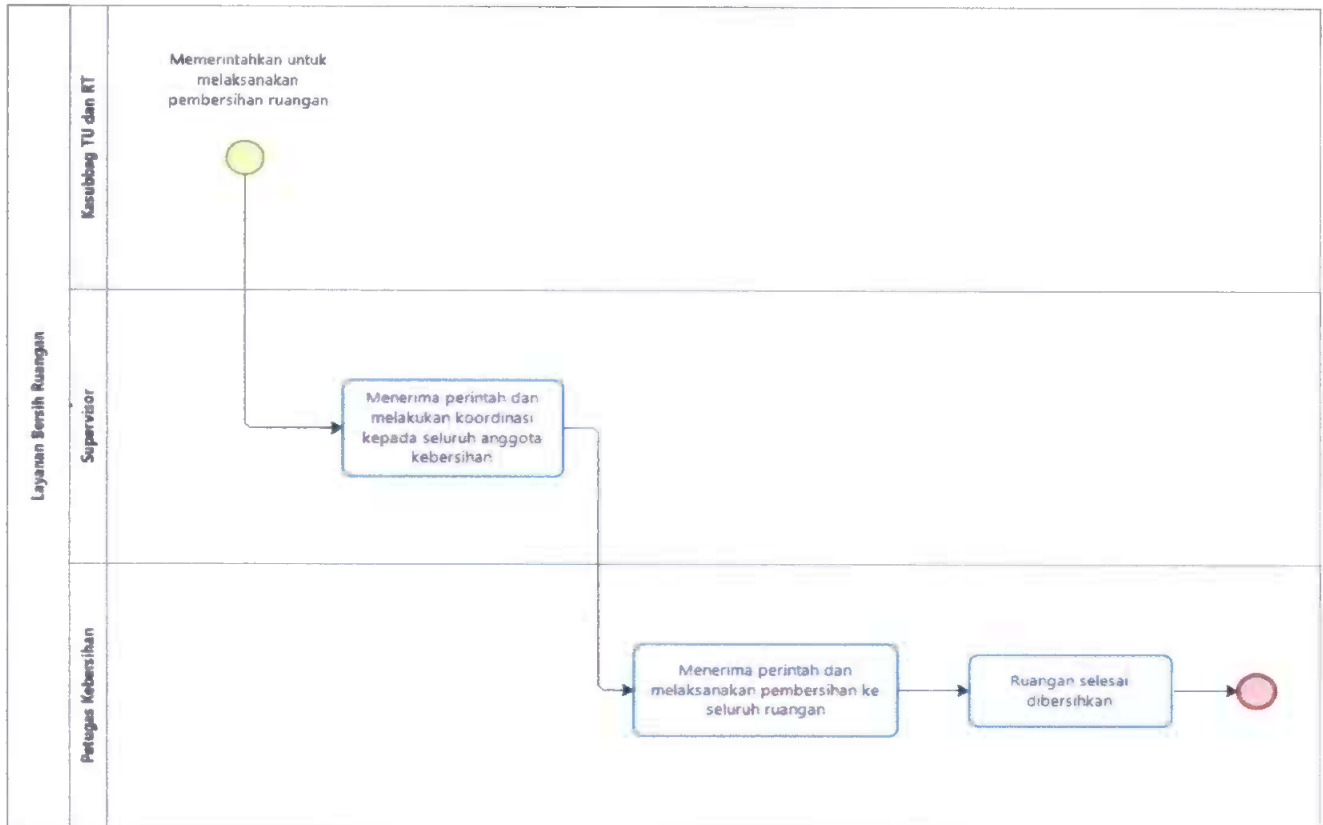 Layanan Bersih Ruangan
Kasubbag TU dan RT
Memerintahkan untuk
melaksanakan
pembersihan ruangan
Supervisor
Menerima perintah dan
melakukan koordinasi
kepada seluruh anggota
kebersihan
Petugas Kebersihan
Menerima perintah dan
melaksanakan pembersihan ke
seluruh ruangan
Ruangan selesai
dibersihkan